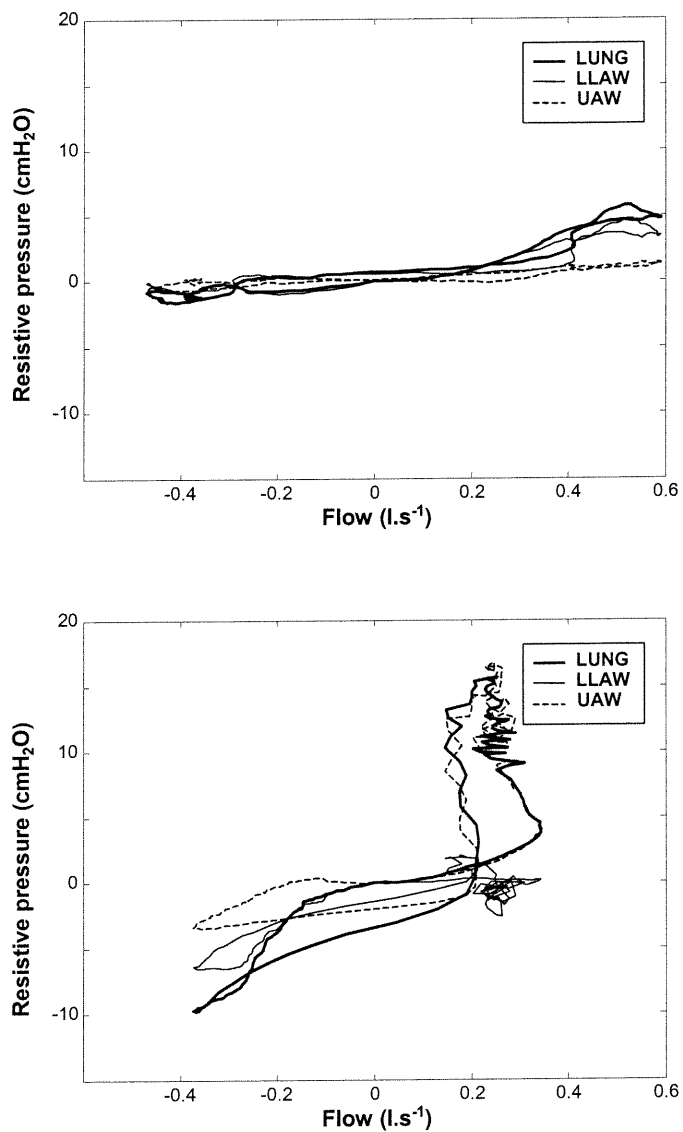 20
10
0
-10
Resistive pressure (cmH₂O)
LUNG
LLAW
UAW
-0.4
-0.2
0
0.2
0.4
0.6
Flow (l.s⁻¹)
20
10
0
-10
Resistive pressure (cmH₂O)
LUNG
LLAW
UAW
-0.4
-0.2
0
0.2
0.4
0.6
Flow (l.s⁻¹)